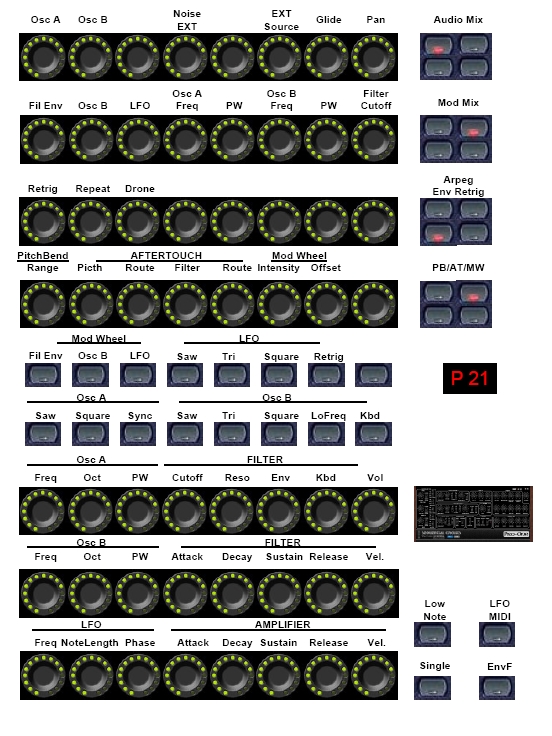 Osc A Osc B Noise EXT EXT Source Glide Pan Audio Mix
Fil Env Osc B LFO Osc A Freq PW Osc B Freq PW Filter Cutoff Mod Mix
Retrig Repeat Drone Arpeg Env Retrig
PitchBend AFTERTOUCH Mod Wheel
Range Picth Route Filter Route Intensity Offset PB/AT/MW
Mod Wheel LFO
Fil Env Osc B LFO Saw Tri Square Retrig
P 21
Osc A Osc B
Saw Square Sync Saw Tri Square LoFreq Kbd
Osc A FILTER
Freq Oct PW Cutoff Reso Env Kbd Vol
Osc B FILTER
Freq Oct PW Attack Decay Sustain Release Vel.
Low Note LFO MIDI
LFO AMPLIFIER
Freq NoteLength Phase Attack Decay Sustain Release Vel.
Single EnvF